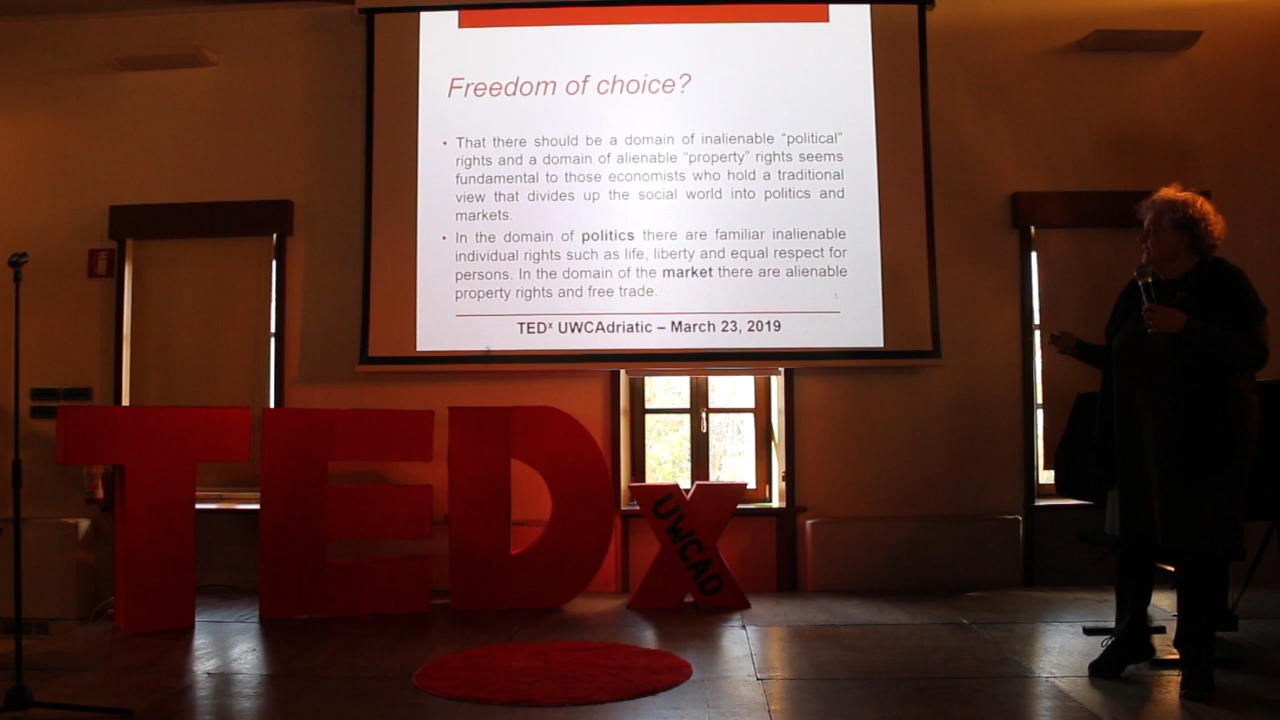 Freedom of choice?
• That there should be a domain of inalienable “political”
rights and a domain of alienable “property” rights seems
fundamental to those economists who hold a traditional
view that divides up the social world into politics and
markets.
• In the domain of politics there are familiar inalienable
individual rights such as life, liberty and equal respect for
persons. In the domain of the market there are alienable
property rights and free trade.
5
TEDx UWCAdriatic – March 23, 2019
TEDx
UWCAD